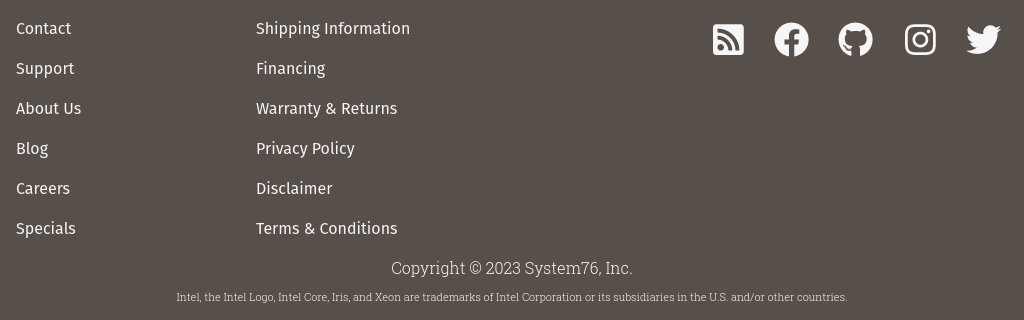 Contact
Support
About Us
Blog
Careers
Specials
Shipping Information
Financing
Warranty & Returns
Privacy Policy
Disclaimer
Terms & Conditions
Copyright © 2023 System76, Inc.
Intel, the Intel Logo, Intel Core, Iris, and Xeon are trademarks of Intel Corporation or its subsidiaries in the U.S. and/or other countries.